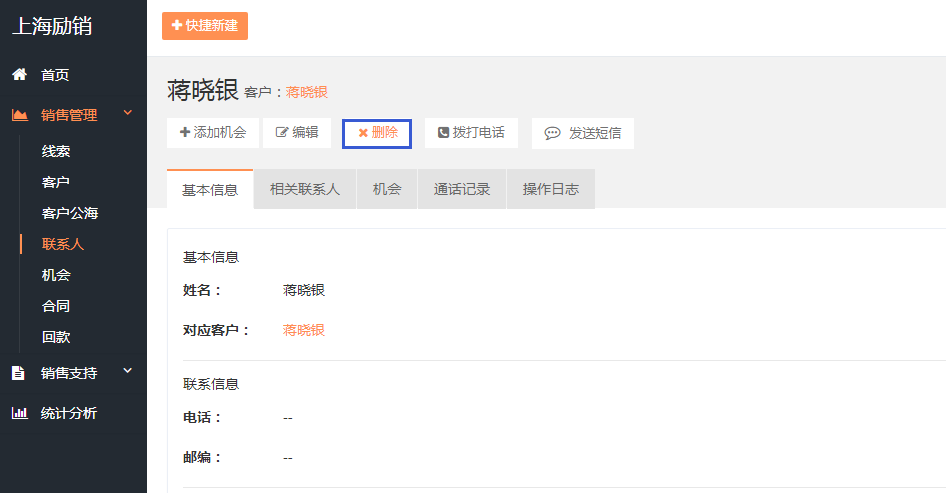 上海励销
快捷新建
首页
销售管理
线索
客户
客户公海
联系人
机会
合同
回款
销售支持
统计分析
蒋晓银 客户：蒋晓银
添加机会 编辑 删除 拨打电话 发送短信
基本信息 相关联系人 机会 通话记录 操作日志
基本信息
姓名： 蒋晓银
对应客户： 蒋晓银
联系信息
电话： --
邮编： --